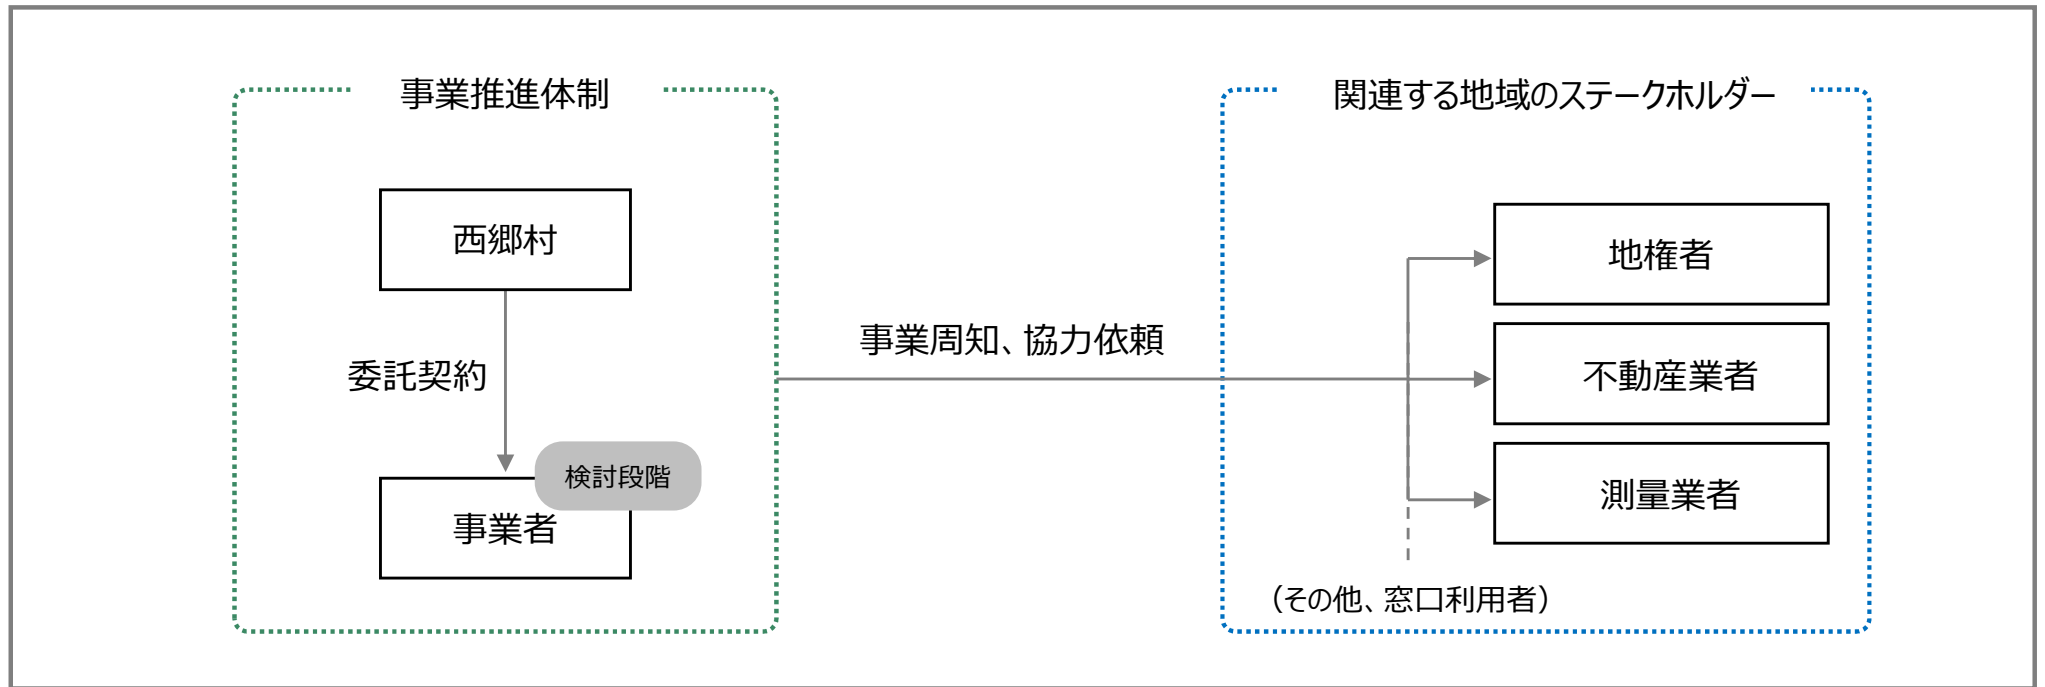 事業推進体制
西郷村
委託契約
検討段階
事業者
事業周知、協力依頼
関連する地域のステークホルダー
地権者
不動産業者
測量業者
（その他、窓口利用者）